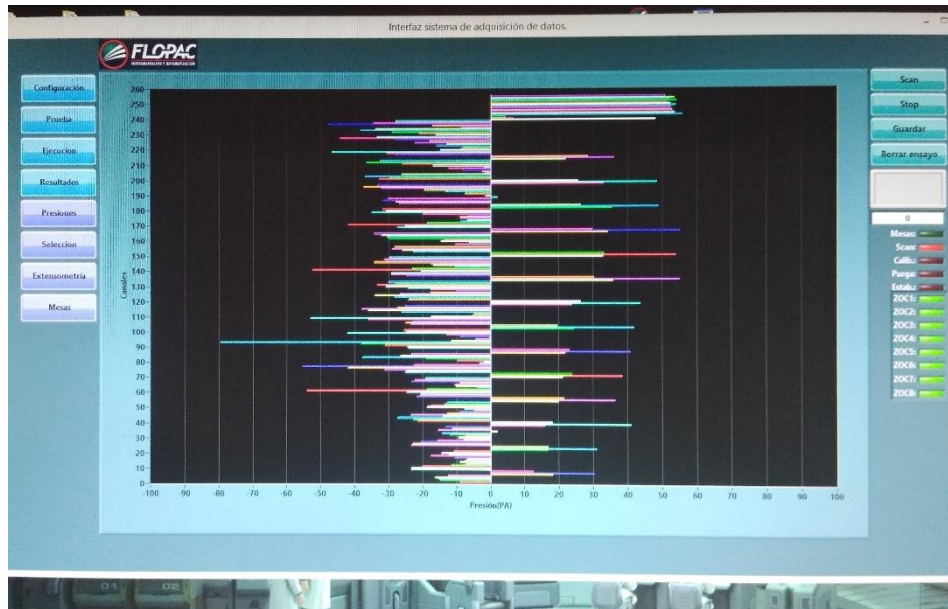 Interfaz sistema de adquisición de datos.
FLOPAC
INSTRUMENTACIÓN Y AUTOMATIZACIÓN
Configuración
Prueba
Ejecucion
Resultados
Presiones
Seleccion
Extensometria
Mesas
Canales
260
250
240
230
220
210
200
190
180
170
160
150
140
130
120
110
100
90
80
70
60
50
40
30
20
10
0
-100 -90 -80 -70 -60 -50 -40 -30 -20 -10 0 10 20 30 40 50 60 70 80 90 100
Presión(PA)
Scan
Stop
Guardar
Borrar ensayo
0
Mesas:
Scan:
Calib.:
Purga:
Estab.:
ZOC1:
ZOC2:
ZOC3:
ZOC4:
ZOC5:
ZOC6:
ZOC7:
ZOC8:
01 02